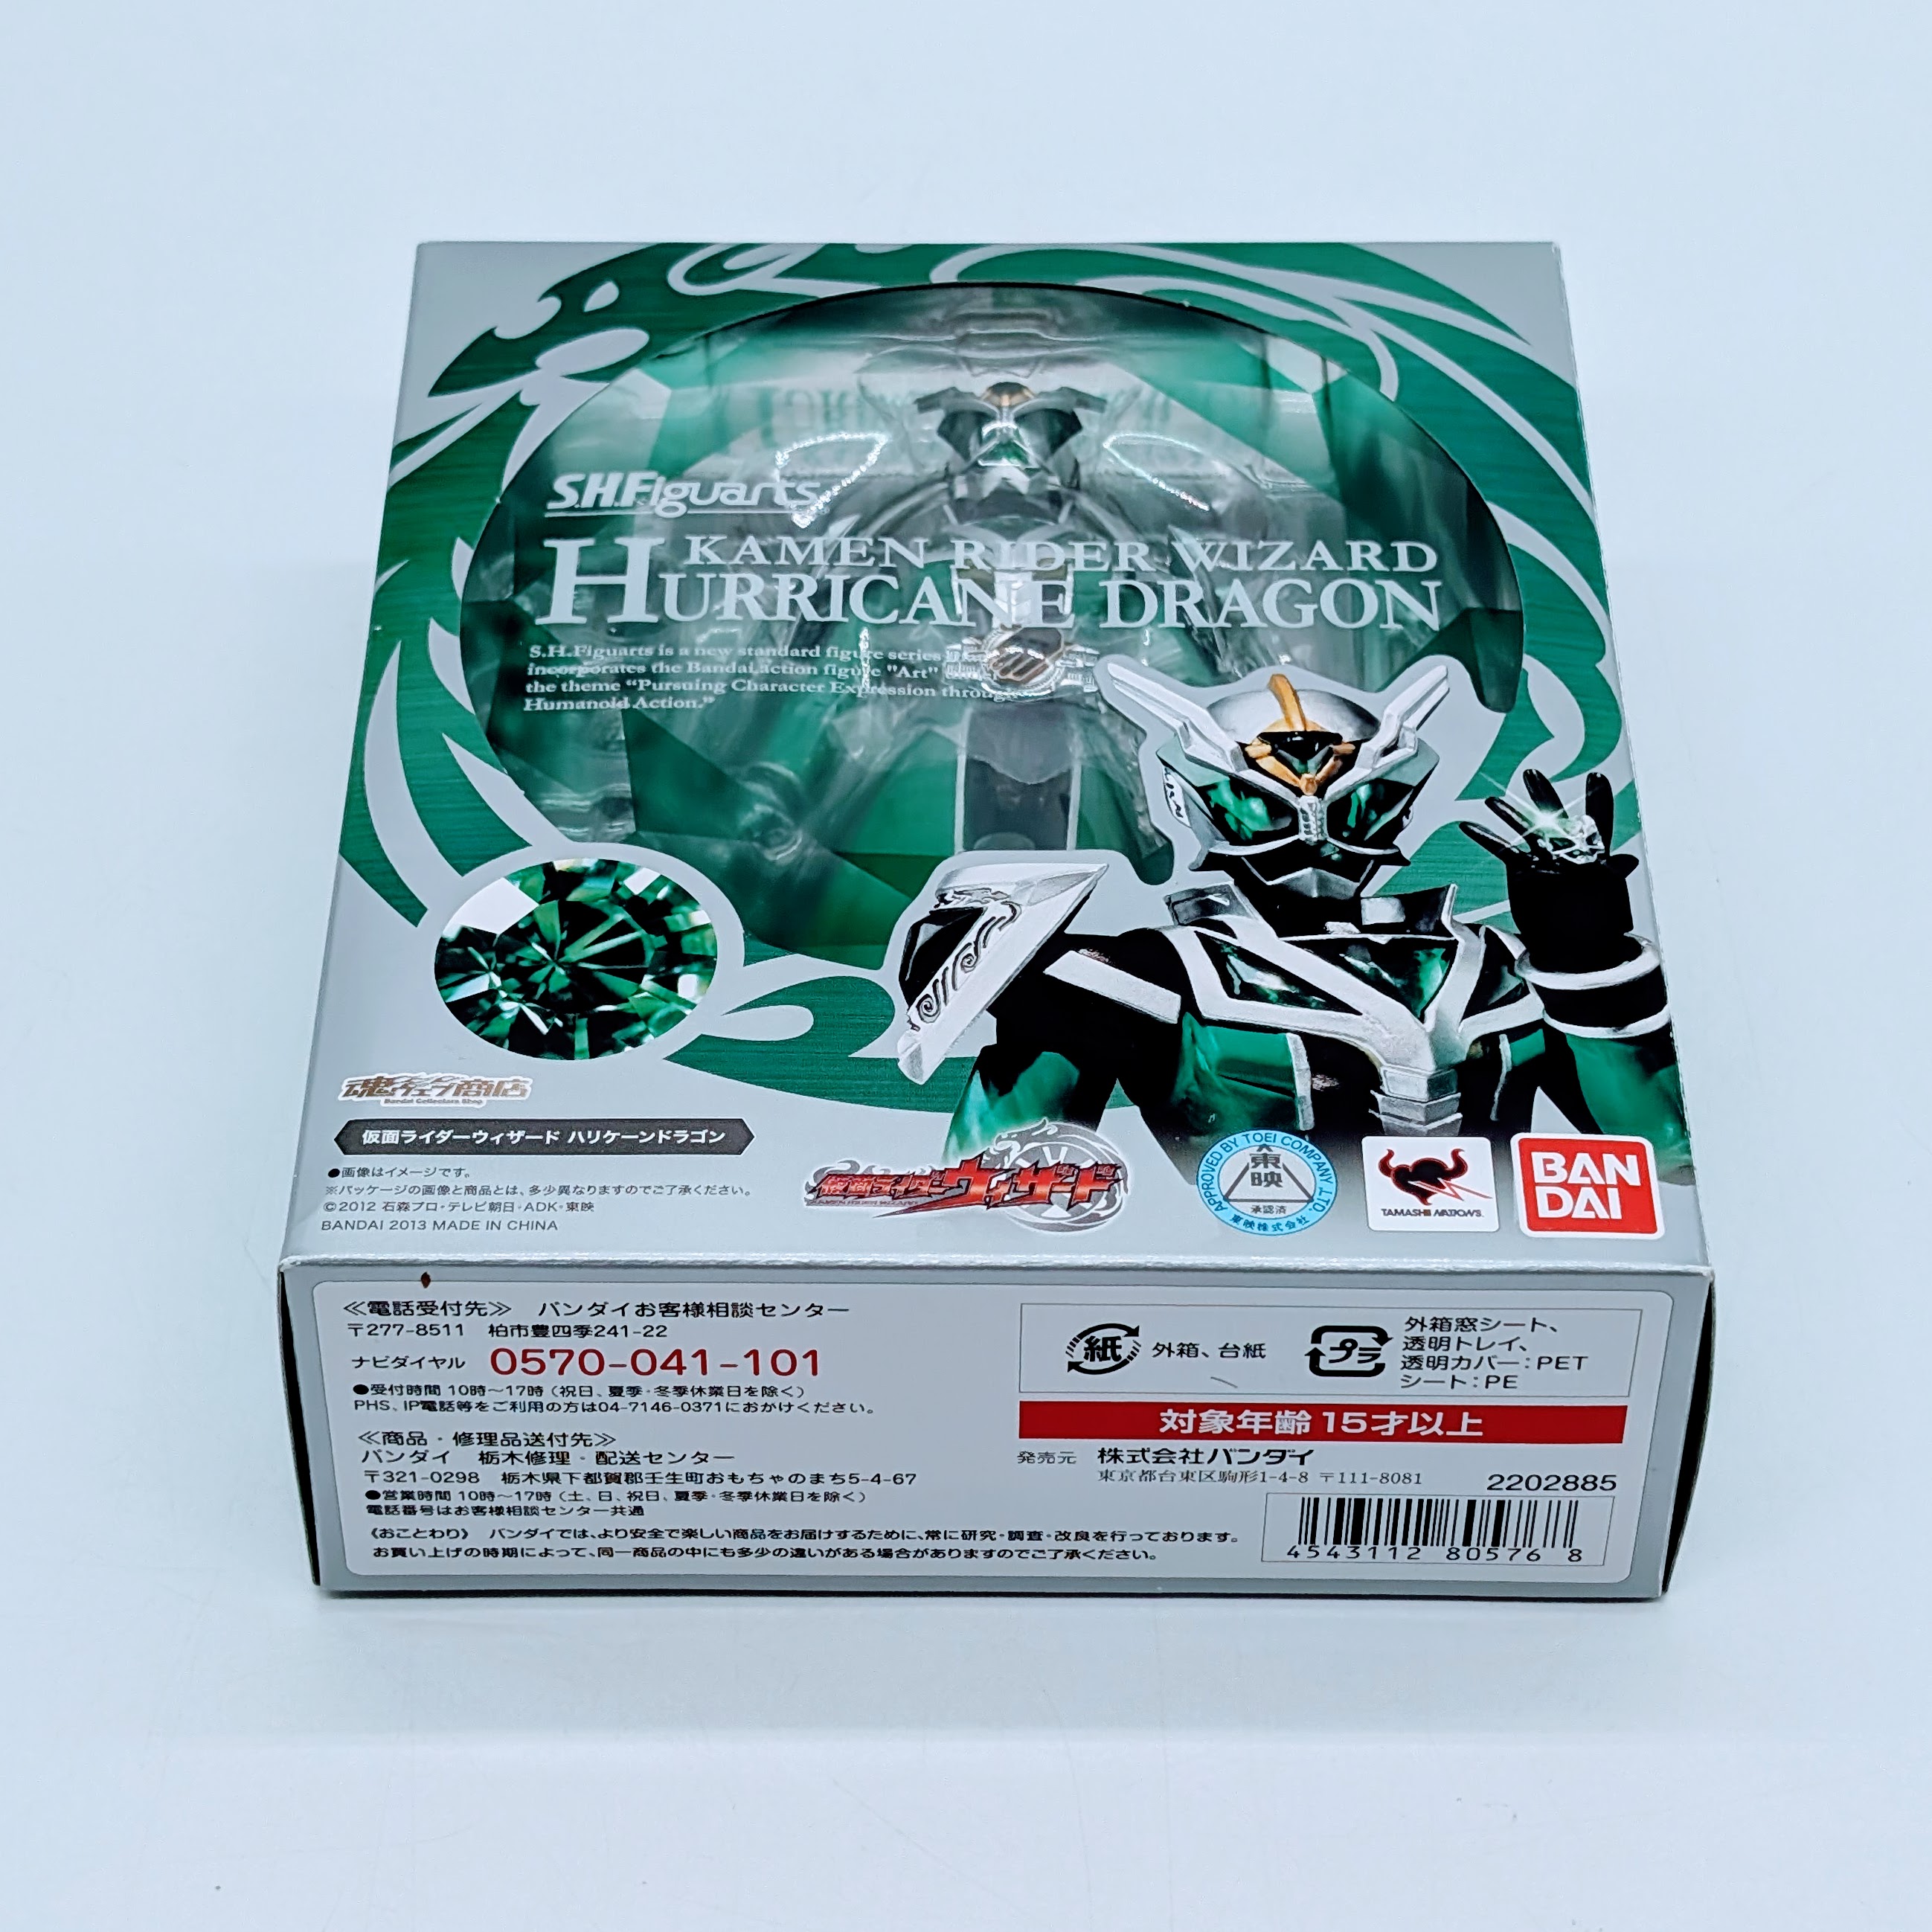 S.H.Figuarts
KAMEN RIDER WIZARD
HURRICANE DRAGON
S.H.Figuarts is a new standard figure series
incorporates the Bandai action figure "Art"
the theme “Pursuing Character Expression through
Humanoid Action.”
魂ウェブ商店
Bandai Collectors Shop
仮面ライダーウィザード ハリケーンドラゴン
●画像はイメージです。
※パッケージの画像と商品とは、多少異なりますのでご了承ください。
©2012 石森プロ・テレビ朝日・ADK・東映
BANDAI 2013 MADE IN CHINA
仮面ライダーウィザード
KAMEN RIDER WIZARD
APPROVED BY TOEI COMPANY, LTD.
東映
承認済
東映株式会社
TAMASHII NATIONS
BAN
DAI
≪電話受付先≫ バンダイお客様相談センター
〒277-8511 柏市豊四季241-22
ナビダイヤル 0570-041-101
●受付時間 10時〜17時（祝日、夏季・冬季休業日を除く）
PHS、IP電話等をご利用の方は04-7146-0371におかけください。
≪商品・修理品送付先≫
バンダイ 栃木修理・配送センター
〒321-0298 栃木県下都賀郡壬生町おもちゃのまち5-4-67
●営業時間 10時〜17時（土、日、祝日、夏季・冬季休業日を除く）
電話番号はお客様相談センター共通
《おことわり》 バンダイでは、より安全で楽しい商品をお届けするために、常に研究・調査・改良を行っております。
お買い上げの時期によって、同一商品の中にも多少の違いがある場合がありますのでご了承ください。
紙 外箱、台紙
プラ 外箱窓シート、
透明トレイ、
透明カバー：PET
シート：PE
対象年齢 15才以上
発売元 株式会社バンダイ
東京都台東区駒形1-4-8 〒111-8081
2202885
4543112 80576 8